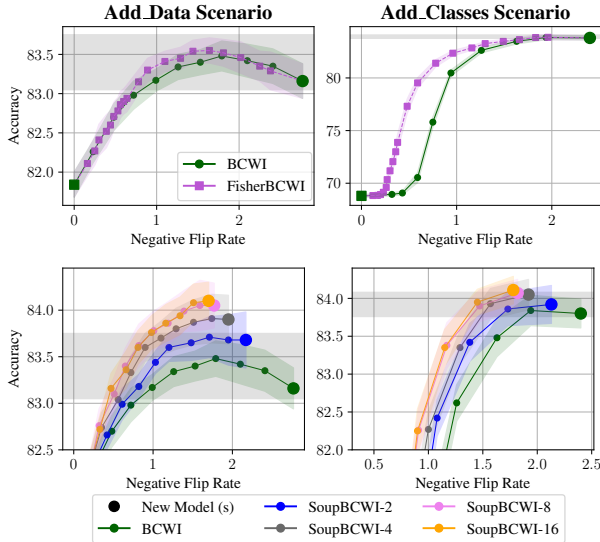 Add_Data Scenario
Add_Classes Scenario
Accuracy
83.5
83.0
82.5
82.0
0
1
2
Negative Flip Rate
BCWI
FisherBCWI
80
70
0
1
2
Negative Flip Rate
Accuracy
84.0
83.5
83.0
82.5
0
1
2
Negative Flip Rate
84.5
84.0
83.5
83.0
82.5
82.0
0.5
1.0
1.5
2.0
2.5
Negative Flip Rate
New Model (s)
BCWI
SoupBCWI-2
SoupBCWI-4
SoupBCWI-8
SoupBCWI-16